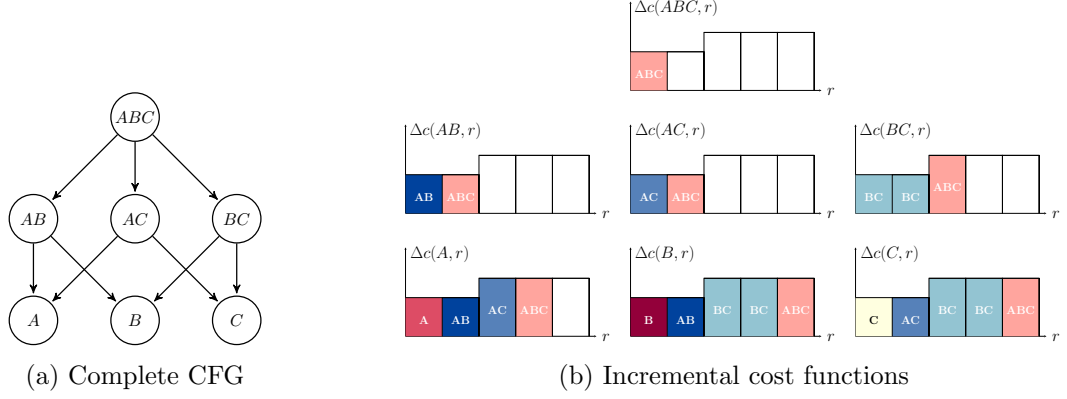 Δc(ABC, r)
ABC
r
ABC
Δc(AB, r)
AB ABC
r
Δc(AC, r)
AC ABC
r
Δc(BC, r)
BC BC ABC
r
AB AC BC
Δc(A, r)
A AB AC ABC
r
Δc(B, r)
B AB BC BC ABC
r
Δc(C, r)
C AC BC BC ABC
r
A B C
(a) Complete CFG
(b) Incremental cost functions